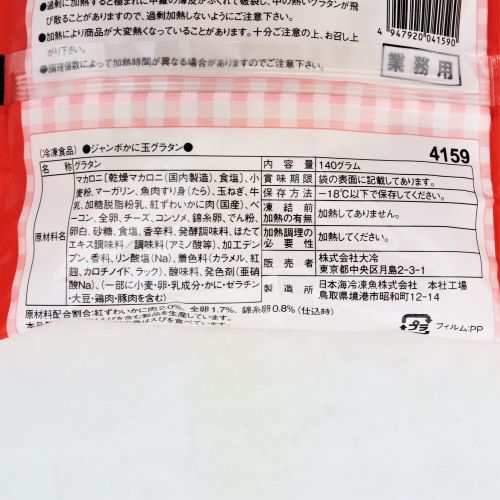 ●過剰に加熱すると極まれに中種の薄皮がふくれて破裂し、中の熱いグラタンが飛
び散ることがありますので、過剰加熱しないようにご注意下さい。
●加熱により商品が大変熱くなっていることがあります。十分ご注意の上、お召し上
がり下さい。
●調理個数によって加熱時間が異なる場合がありますのでご注意下さい。
4 947920 041590
業務用
(冷凍食品) ●ジャンボかに玉グラタン●
4159
名称 グラタン
原材料名 マカロニ[乾燥マカロニ(国内製造)、食塩]、小
麦粉、マーガリン、魚肉すり身(たら)、玉ねぎ、牛
乳、加糖脱脂粉乳、紅ずわいかに肉(国産)、ベ
ーコン、全卵、チーズ、コンソメ、錦糸卵、でん粉、
卵白、砂糖、食塩、香辛料、発酵調味料、ほたて
エキス調味料/調味料(アミノ酸等)、加工デン
プン、香料、リン酸塩(Na)、着色料(カラメル、紅
麹、カロチノイド、ラック)、酸味料、発色剤(亜硝
酸Na)、(一部に小麦・卵・乳成分・かに・ゼラチン
・大豆・鶏肉・豚肉を含む)
内容量 140グラム
賞味期限 袋の表面に記載してあります。
保存方法 -18℃以下で保存してください。
凍結前加熱の有無 加熱してありません。
加熱調理の必要性 加熱してください。
販売者 株式会社大冷
東京都中央区月島2-3-1
製造所 日本海冷凍魚株式会社 本社工場
鳥取県境港市昭和町12-14
原材料配合割合:紅ずわいかに肉2.0%、全卵1.7%、錦糸卵0.8%(仕込時)
プラ フィルム:PP